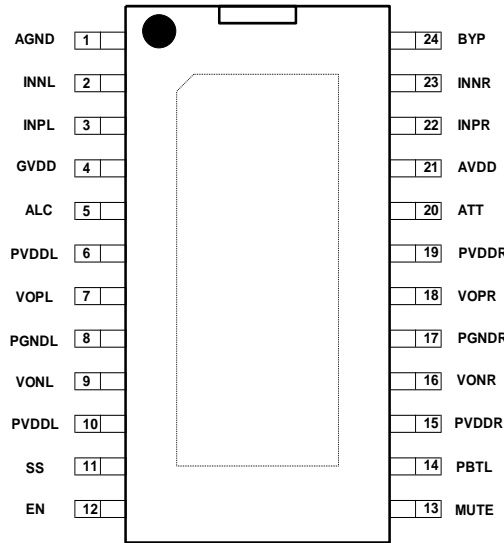 AGND 1 24 BYP
INNL 2 23 INNR
INPL 3 22 INPR
GVDD 4 21 AVDD
ALC 5 20 ATT
PVDDL 6 19 PVDDR
VOPL 7 18 VOPR
PGNDL 8 17 PGNDR
VONL 9 16 VONR
PVDDL 10 15 PVDDR
SS 11 14 PBTL
EN 12 13 MUTE